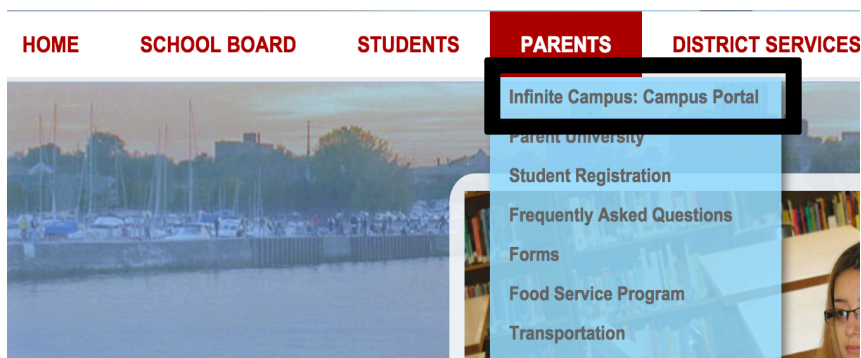 HOME SCHOOL BOARD STUDENTS PARENTS DISTRICT SERVICES
Infinite Campus: Campus Portal
Parent University
Student Registration
Frequently Asked Questions
Forms
Food Service Program
Transportation